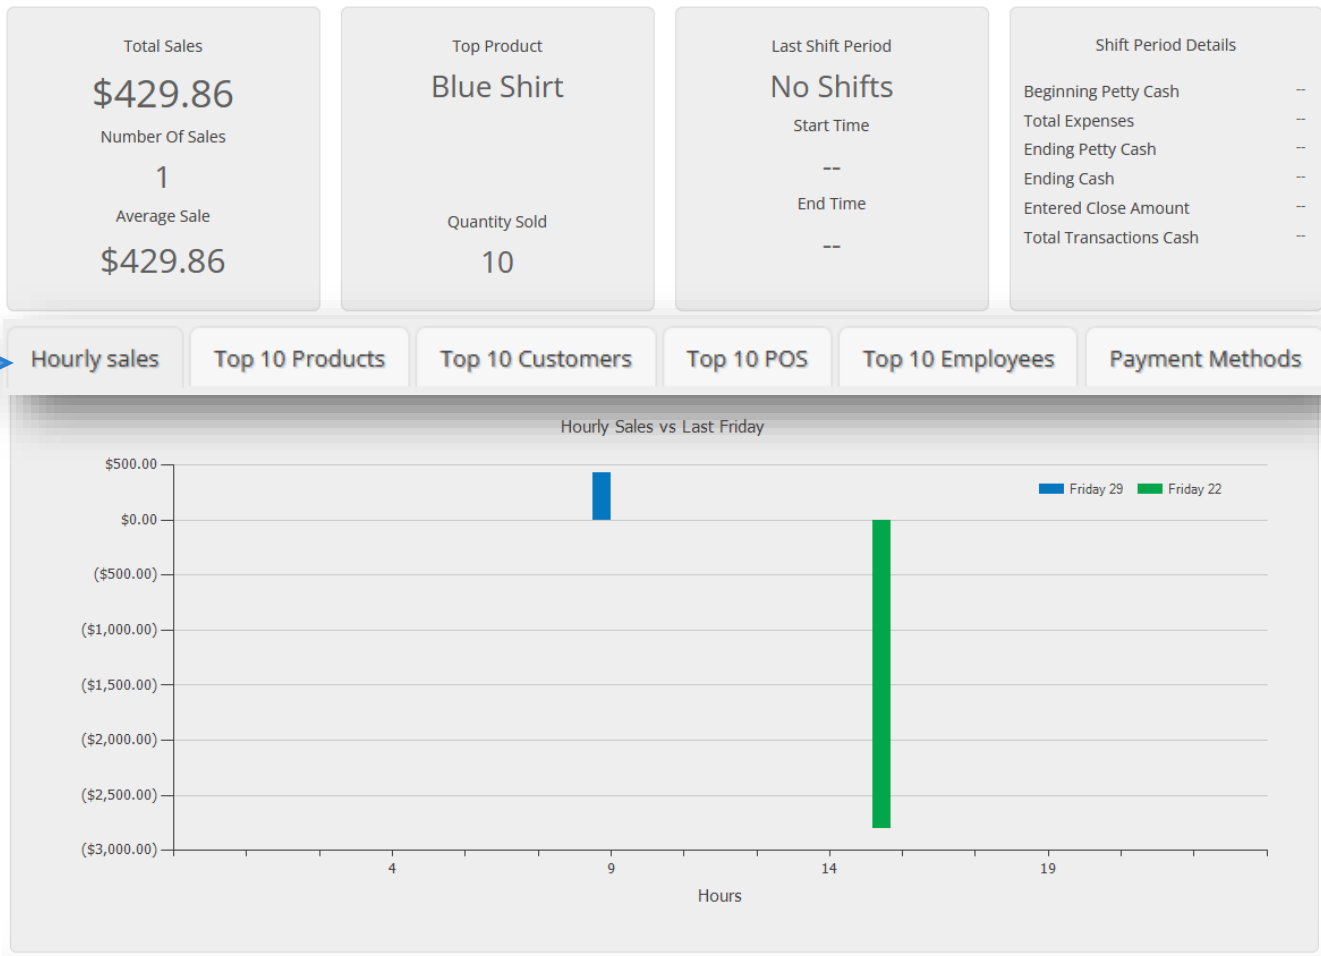 Total Sales
$429.86
Number Of Sales
1
Average Sale
$429.86
Top Product
Blue Shirt
Quantity Sold
10
Last Shift Period
No Shifts
Start Time
--
End Time
--
Shift Period Details
Beginning Petty Cash --
Total Expenses --
Ending Petty Cash --
Ending Cash --
Entered Close Amount --
Total Transactions Cash --
Hourly sales Top 10 Products Top 10 Customers Top 10 POS Top 10 Employees Payment Methods
Hourly Sales vs Last Friday
Friday 29 Friday 22
$500.00
$0.00
($500.00)
($1,000.00)
($1,500.00)
($2,000.00)
($2,500.00)
($3,000.00)
4 9 14 19
Hours